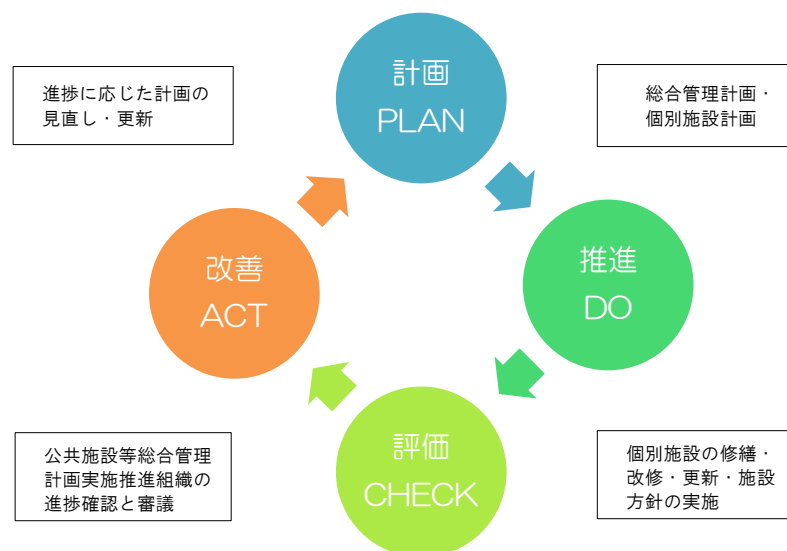 計画
PLAN
進捗に応じた計画の
見直し・更新
総合管理計画・
個別施設計画
改善
ACT
推進
DO
公共施設等総合管理
計画実施推進組織の
進捗確認と審議
評価
CHECK
個別施設の修繕・
改修・更新・施設
方針の実施